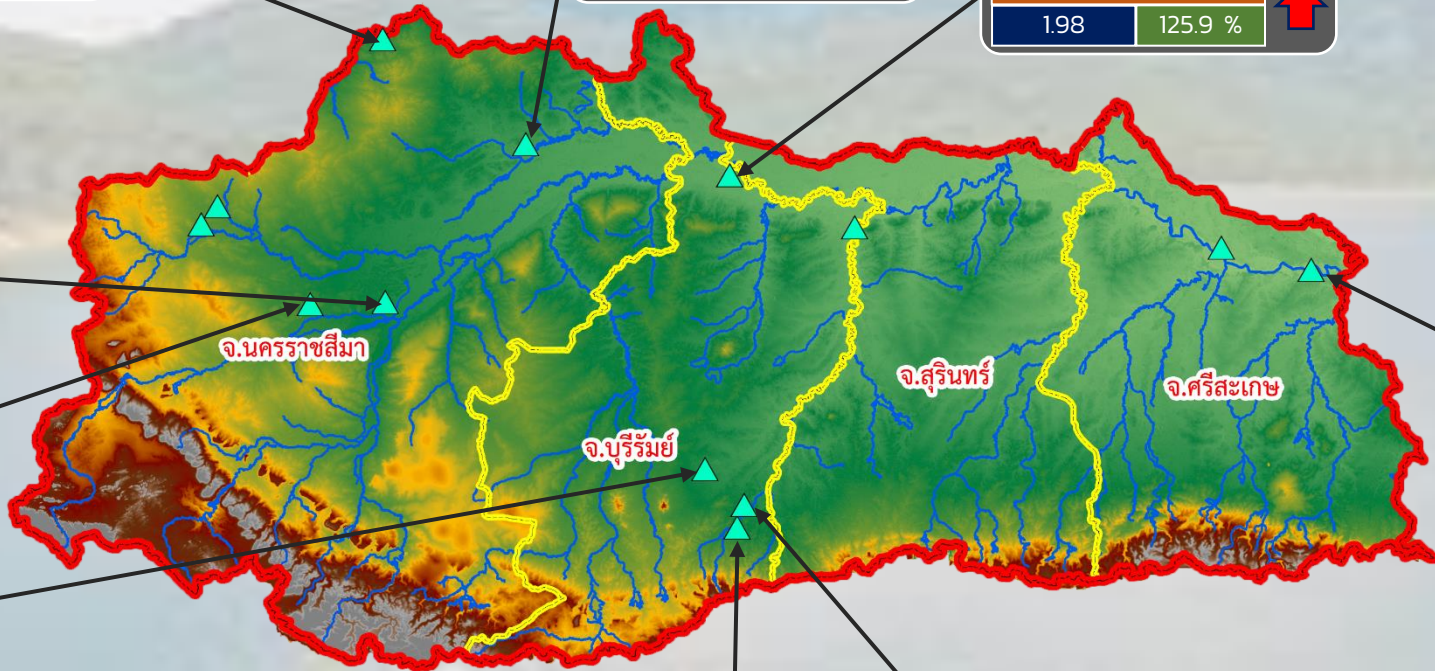 1.98 125.9 %
จ.นครราชสีมา
จ.สุรินทร์
จ.ศรีสะเกษ
จ.บุรีรัมย์